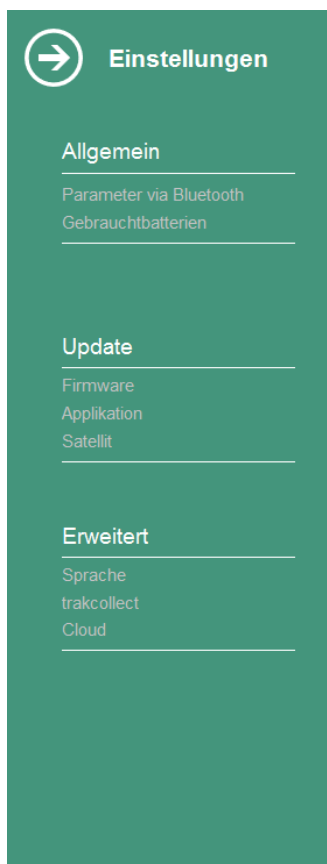 Einstellungen
Allgemein
Parameter via Bluetooth
Gebrauchtbatterien
Update
Firmware
Applikation
Satellit
Erweitert
Sprache
trakcollect
Cloud